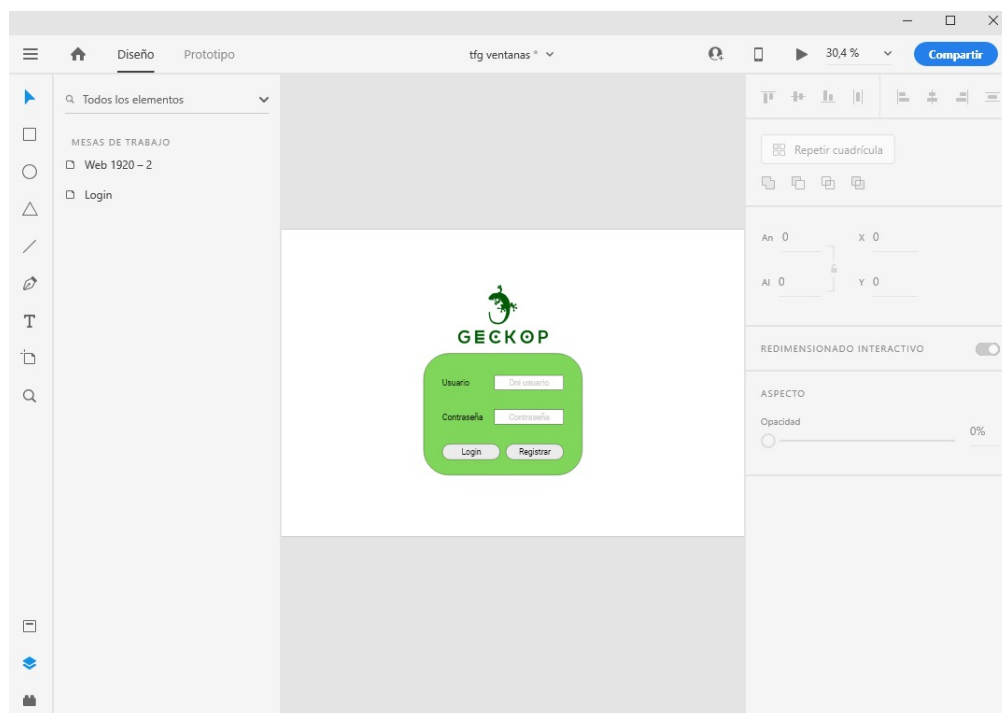 Diseño Prototipo tfg ventanas * 30,4 % Compartir
Todos los elementos
MESAS DE TRABAJO
Web 1920 – 2
Login
GECKOP
Usuario Dni usuario
Contraseña Contraseña
Login Registrar
Repetir cuadrícula
An 0 X 0
Al 0 Y 0
REDIMENSIONADO INTERACTIVO
ASPECTO
Opacidad
0%
T